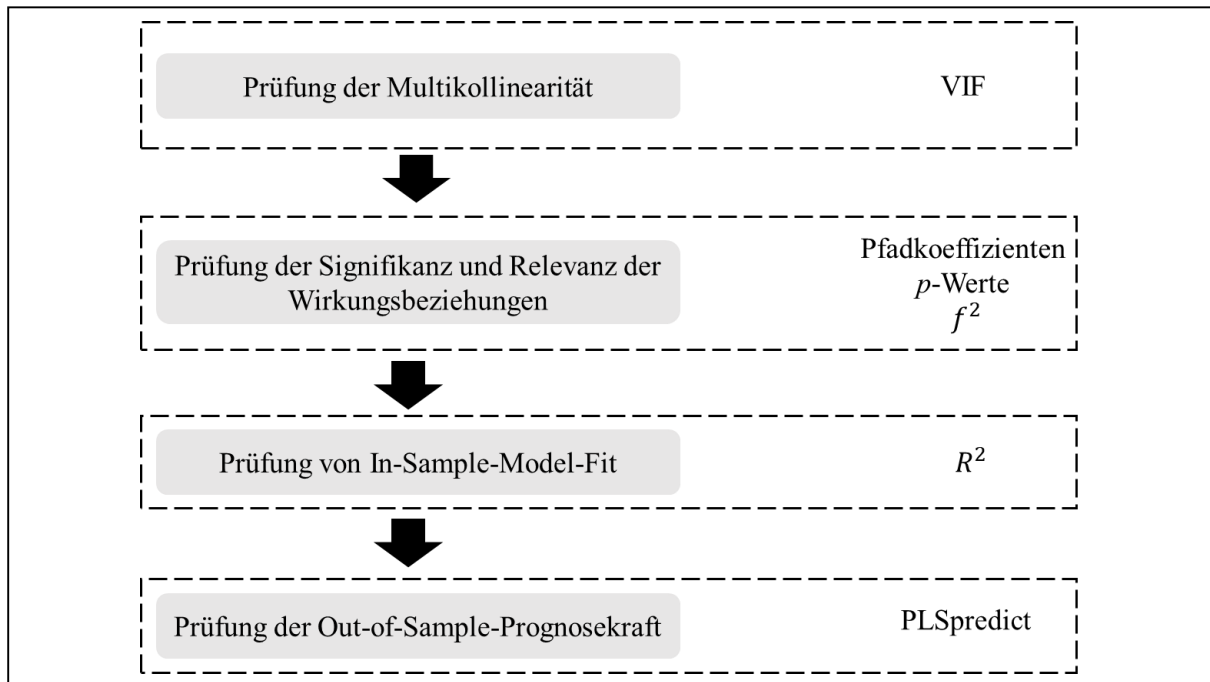 Prüfung der Multikollinearität
VIF
Prüfung der Signifikanz und Relevanz der
Wirkungsbeziehungen
Pfadkoeffizienten
p-Werte
f²
Prüfung von In-Sample-Model-Fit
R²
Prüfung der Out-of-Sample-Prognosekraft
PLSpredict